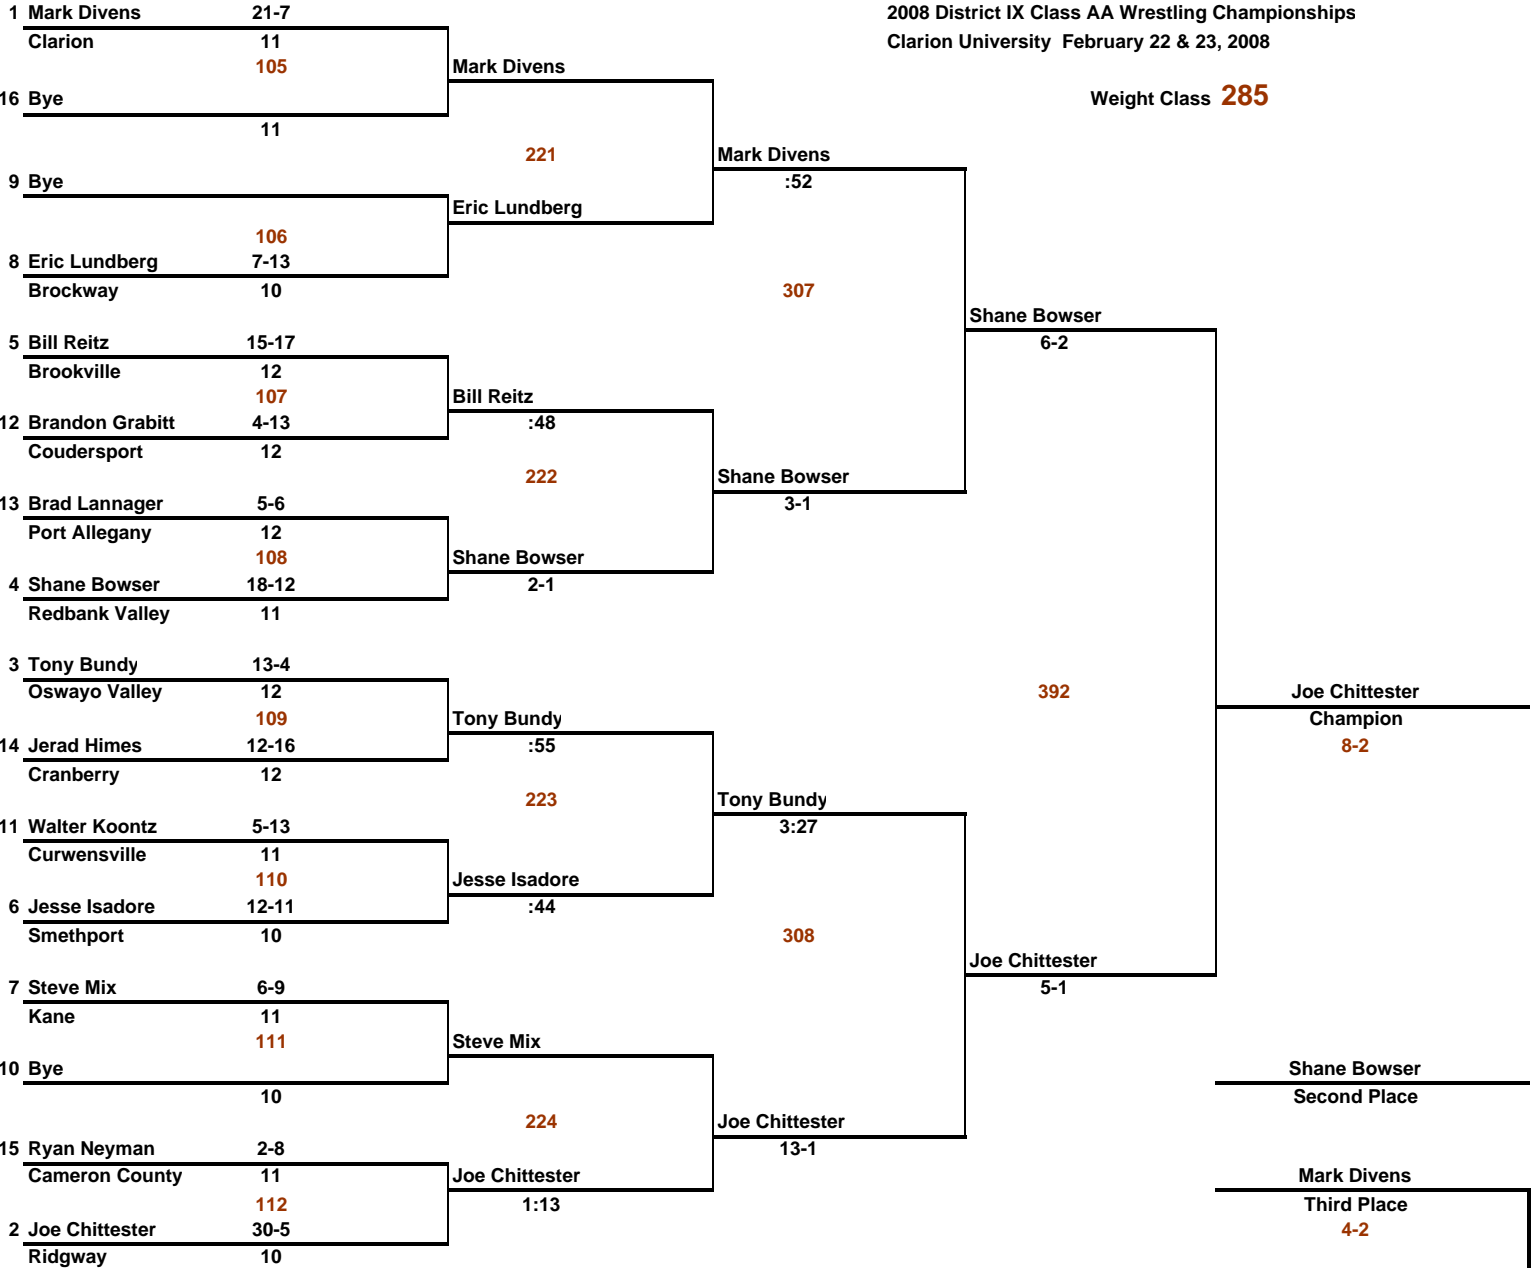 1 Mark Divens 21-7 2008 District IX Class AA Wrestling Championships
Clarion 11 Clarion University February 22 & 23, 2008
105 Mark Divens
16 Bye Weight Class 285
11
221 Mark Divens
9 Bye :52
Eric Lundberg
106
8 Eric Lundberg 7-13
Brockway 10 307
Shane Bowser
5 Bill Reitz 15-17 6-2
Brookville 12
107 Bill Reitz
12 Brandon Grabitt 4-13 :48
Coudersport 12
222 Shane Bowser
13 Brad Lannager 5-6 3-1
Port Allegany 12
108 Shane Bowser
4 Shane Bowser 18-12 2-1
Redbank Valley 11
3 Tony Bundy 13-4
Oswayo Valley 12 392 Joe Chittester
109 Tony Bundy Champion
14 Jerad Himes 12-16 :55 8-2
Cranberry 12
223 Tony Bundy
11 Walter Koontz 5-13 3:27
Curwensville 11
110 Jesse Isadore
6 Jesse Isadore 12-11 :44
Smethport 10 308
Joe Chittester
7 Steve Mix 6-9 5-1
Kane 11
111 Steve Mix
10 Bye Shane Bowser
10 Second Place
224 Joe Chittester
15 Ryan Neyman 2-8 13-1
Cameron County 11 Joe Chittester Mark Divens
112 1:13 Third Place
2 Joe Chittester 30-5 4-2
Ridgway 10